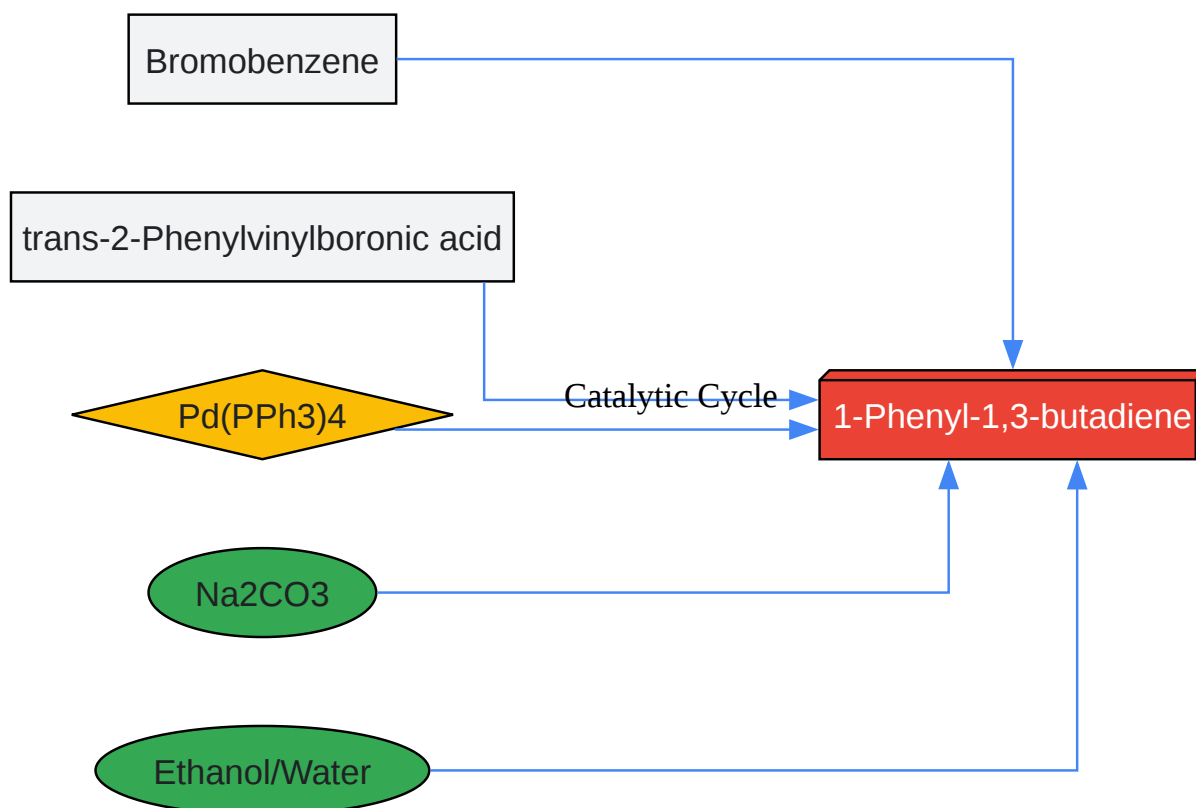 Bromobenzene
trans-2-Phenylvinylboronic acid
Catalytic Cycle
Pd(PPh3)4
1-Phenyl-1,3-butadiene
Na2CO3
Ethanol/Water